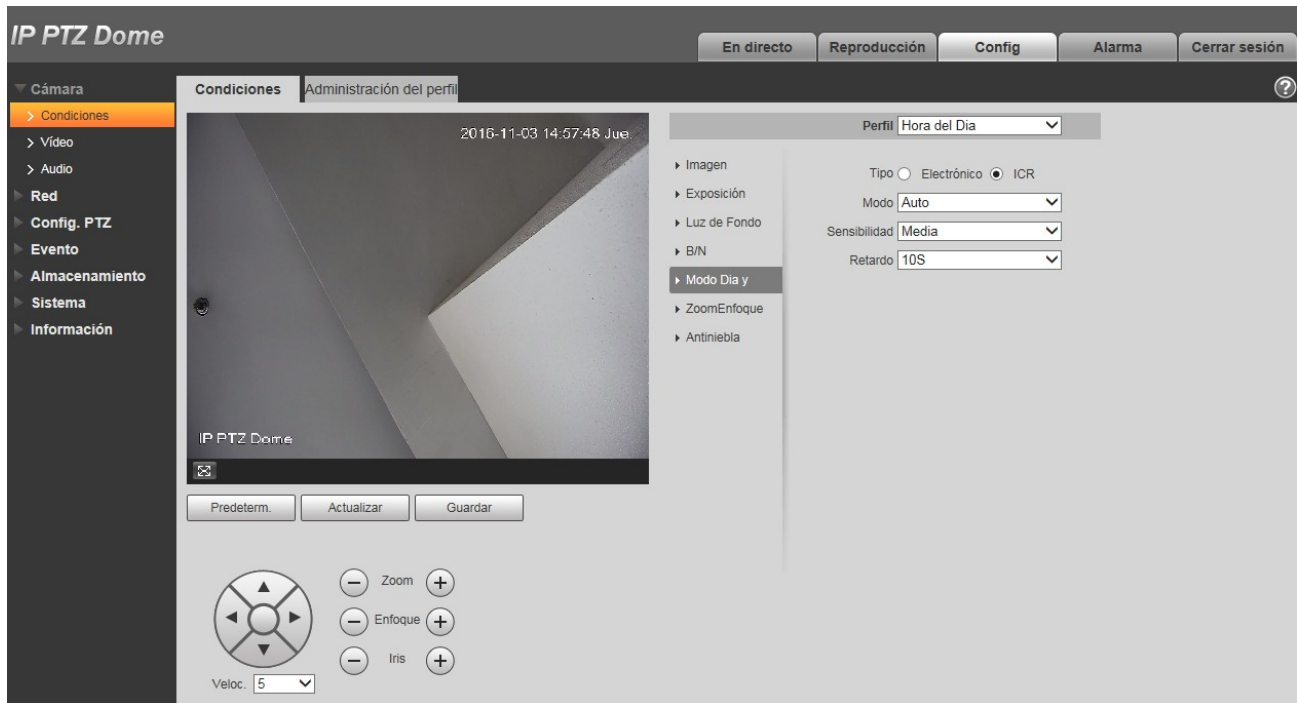 IP PTZ Dome
En directo
Reproducción
Config
Alarma
Cerrar sesión
Cámara
Condiciones
Vídeo
Audio
Red
Config. PTZ
Evento
Almacenamiento
Sistema
Información
Condiciones
Administración del perfil
?
2016-11-03 14:57:48 Jue.
IP PTZ Dome
Predeterm.
Actualizar
Guardar
Zoom
Enfoque
Iris
Veloc. 5
Perfil Hora del Dia
Imagen
Exposición
Luz de Fondo
B/N
Modo Dia y
ZoomEnfoque
Antiniebla
Tipo Electrónico ICR
Modo Auto
Sensibilidad Media
Retardo 10S